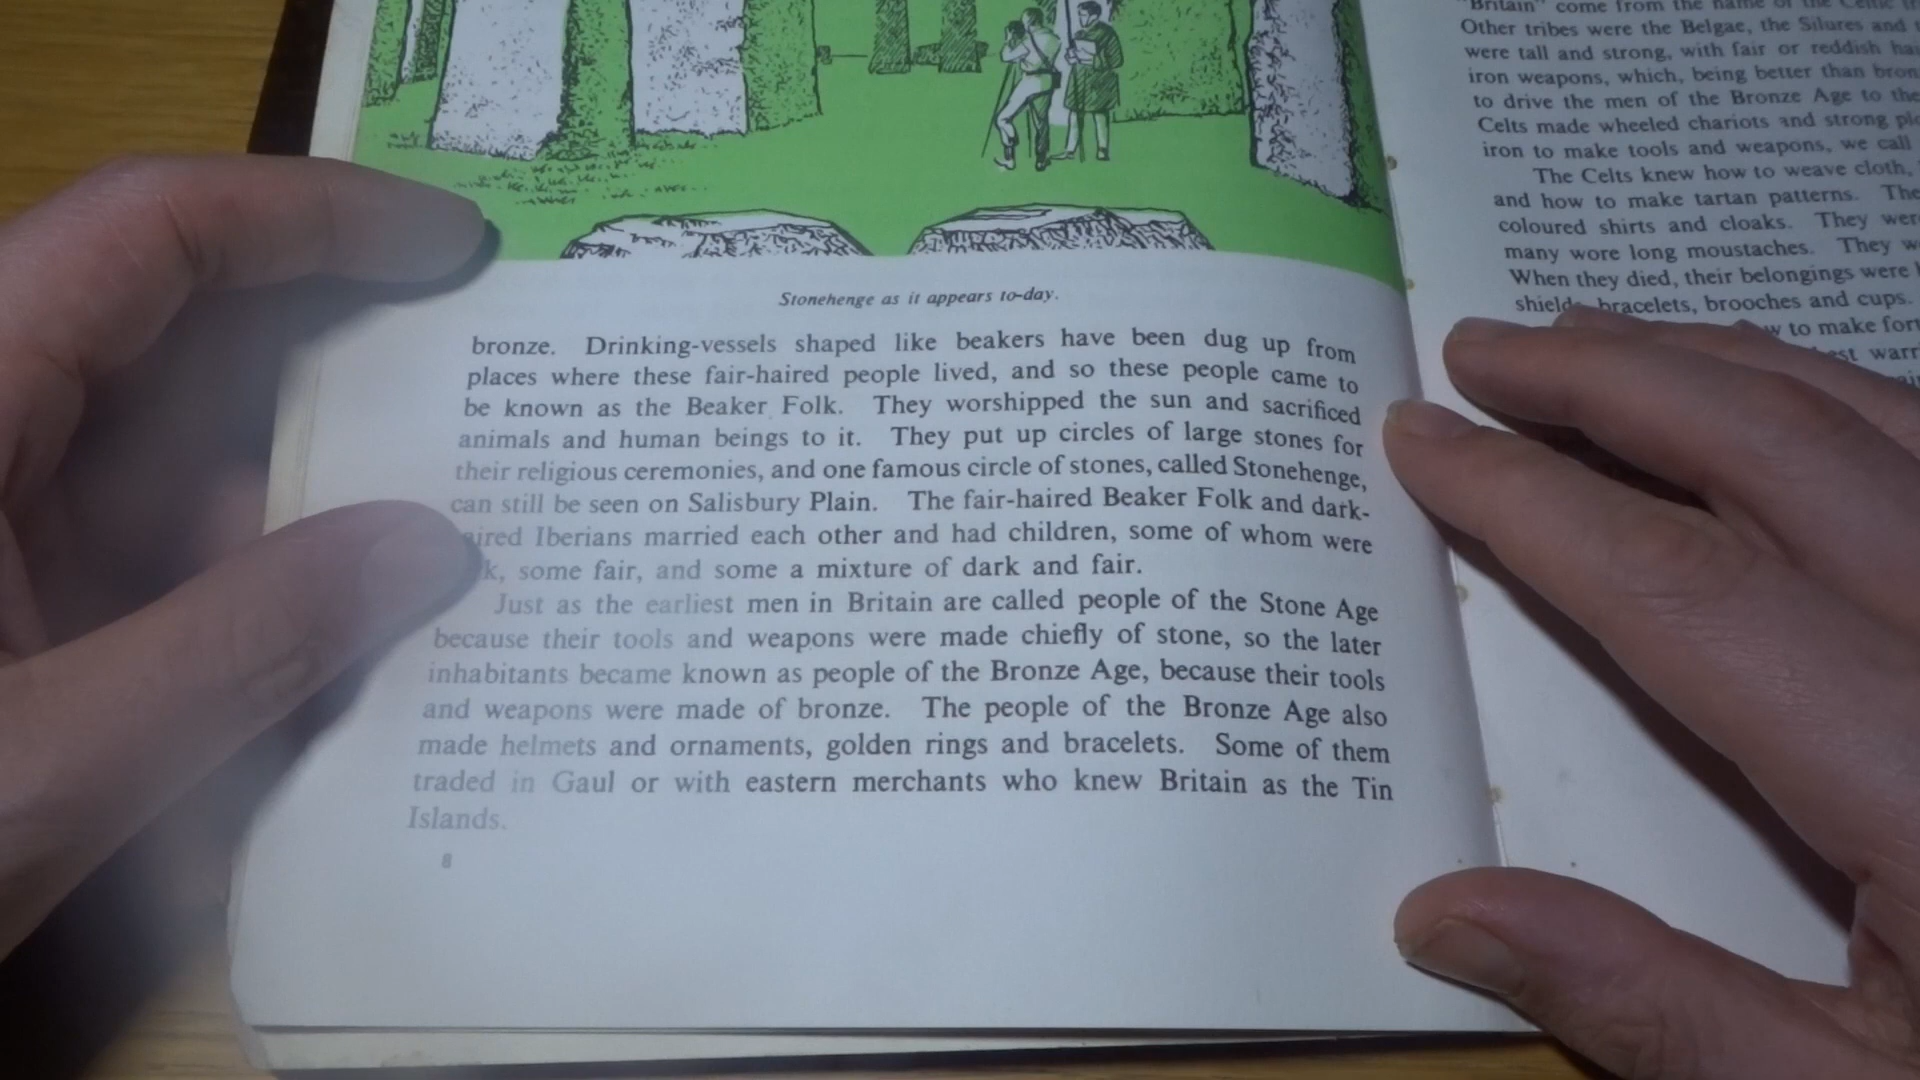 Stonehenge as it appears to-day.
bronze. Drinking-vessels shaped like beakers have been dug up from
places where these fair-haired people lived, and so these people came to
be known as the Beaker Folk. They worshipped the sun and sacrificed
animals and human beings to it. They put up circles of large stones for
their religious ceremonies, and one famous circle of stones, called Stonehenge,
can still be seen on Salisbury Plain. The fair-haired Beaker Folk and dark-
Iberians married each other and had children, some of whom were
some fair, and some a mixture of dark and fair.
Just as the earliest men in Britain are called people of the Stone Age
because their tools and weapons were made chiefly of stone, so the later
inhabitants became known as people of the Bronze Age, because their tools
and weapons were made of bronze. The people of the Bronze Age also
made helmets and ornaments, golden rings and bracelets. Some of them
traded in Gaul or with eastern merchants who knew Britain as the Tin
Islands.
8
"Britain" come from the name of the Celtic
Other tribes were the Belgae, the Silures and
were tall and strong, with fair or reddish
iron weapons, which, being better than
to drive the men of the Bronze Age to the
Celts made wheeled chariots and strong
iron to make tools and weapons, we call
The Celts knew how to weave cloth,
and how to make tartan patterns.
coloured shirts and cloaks. They
many wore long moustaches. They
When they died, their belongings were
shields, bracelets, brooches and cups.
to make